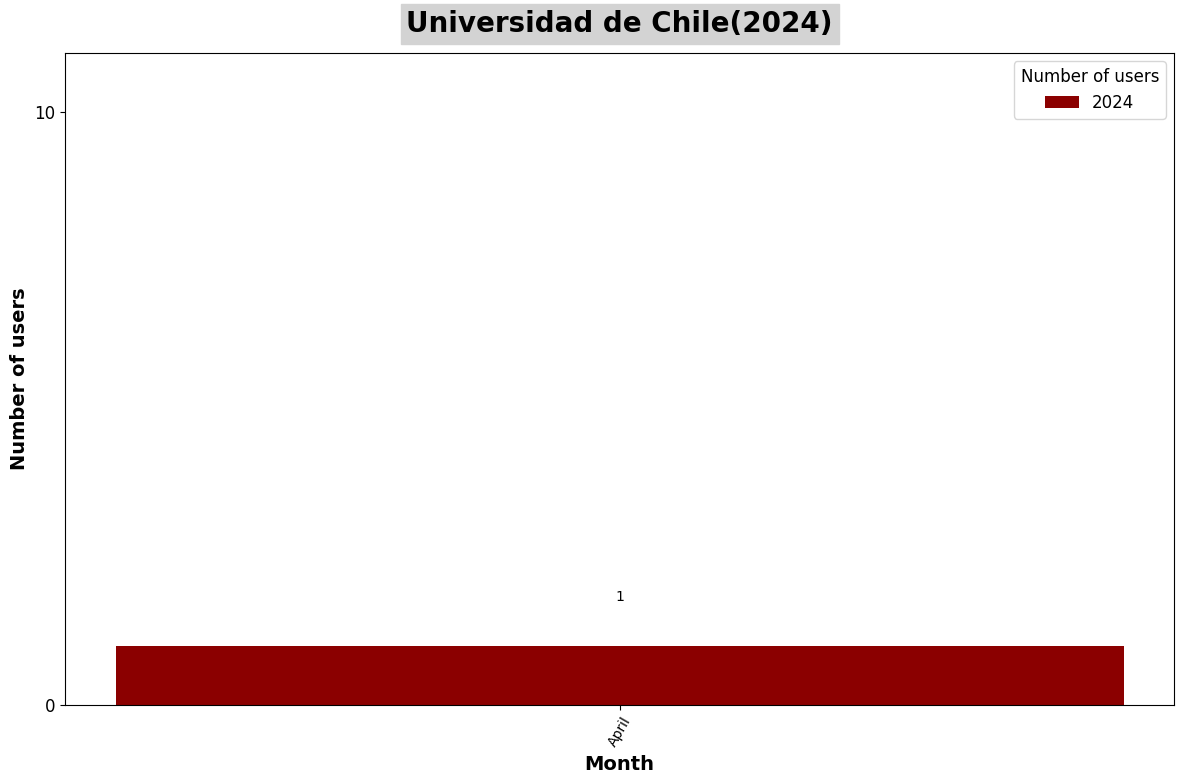 Universidad de Chile(2024)
Number of users
2024
10
Number of users
1
0
April
Month